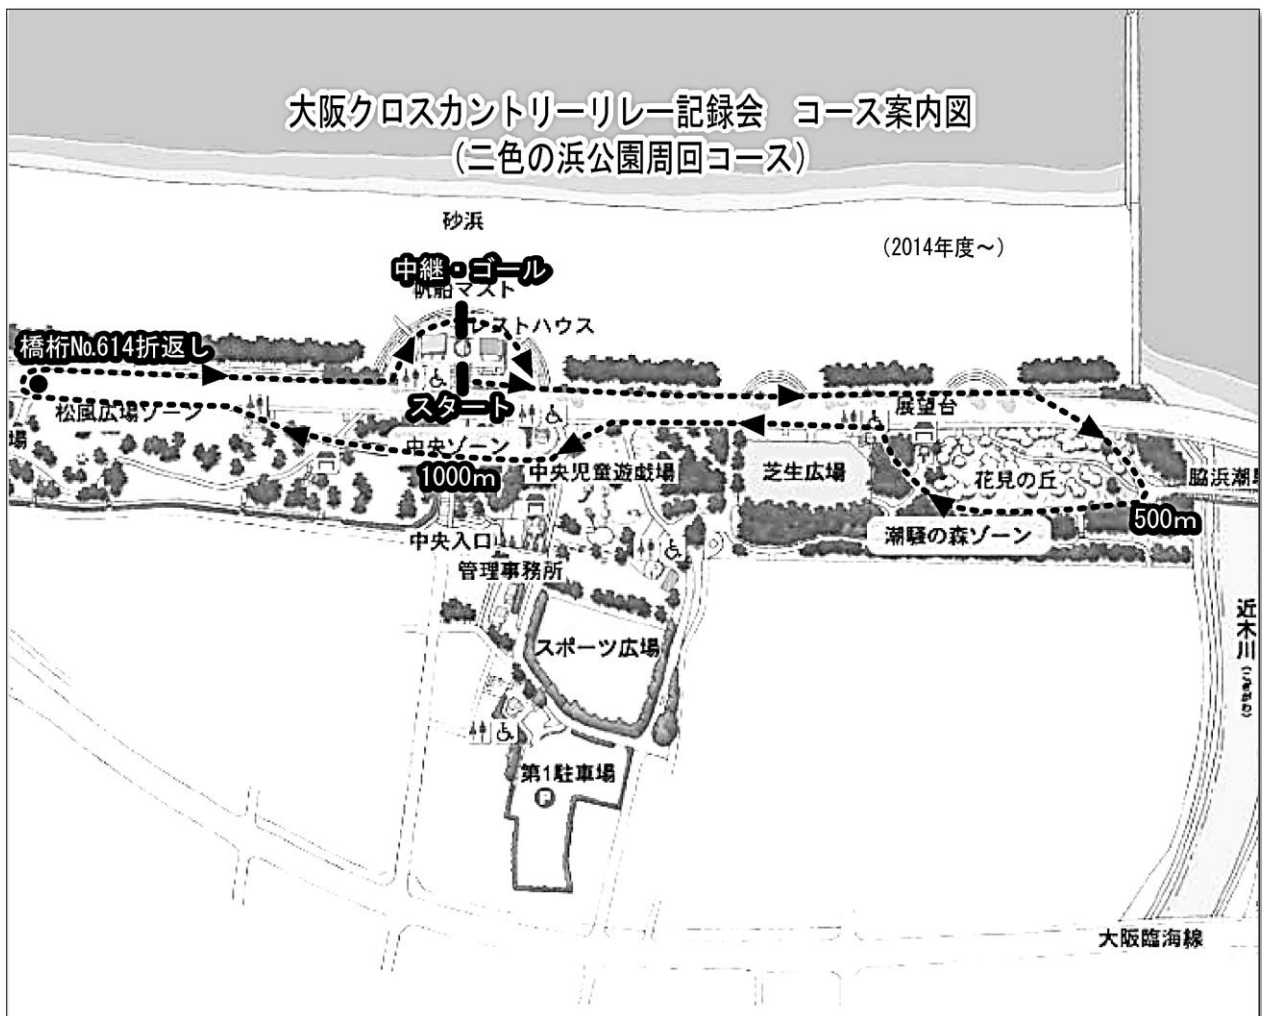 大阪クロスカントリーリレー記録会　コース案内図
(二色の浜公園周回コース)
砂浜
(2014年度～)
中継・ゴール
帆船マスト
レストハウス
橋桁№614折返し
スタート
松風広場ゾーン
場
展望台
中央ゾーン
1000m
中央児童遊戯場
芝生広場
花見の丘
脇浜潮騒
500m
潮騒の森ゾーン
中央入口
管理事務所
近木川
(こぎがわ)
スポーツ広場
第1駐車場
P
大阪臨海線